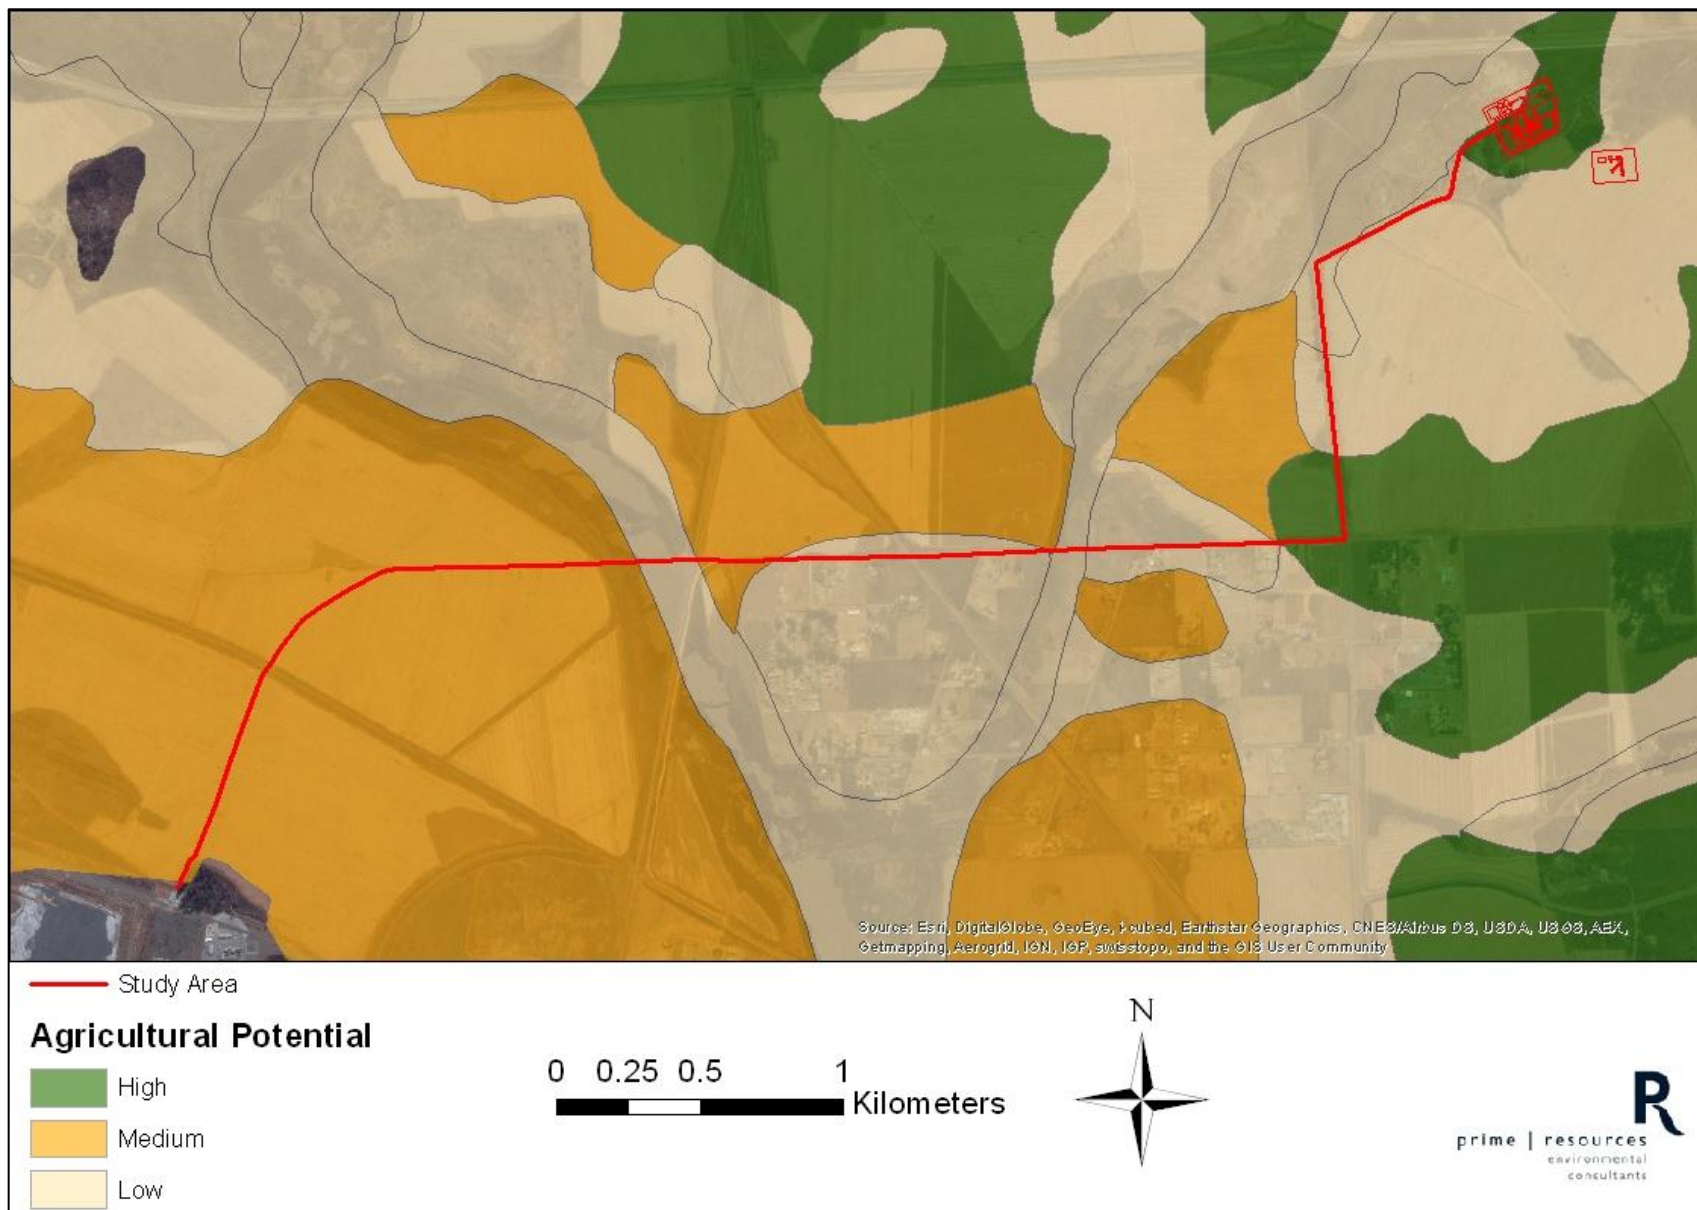 Source: Esri, DigitalGlobe, GeoEye, i-cubed, Earthstar Geographics, CNES/Airbus DS, USDA, USGS, AEX,
Getmapping, Aerogrid, IGN, IGP, swisstopo, and the GIS User Community
Study Area
Agricultural Potential
High
Medium
Low
0 0.25 0.5 1
Kilometers
N
R
prime | resources
environmental
consultants